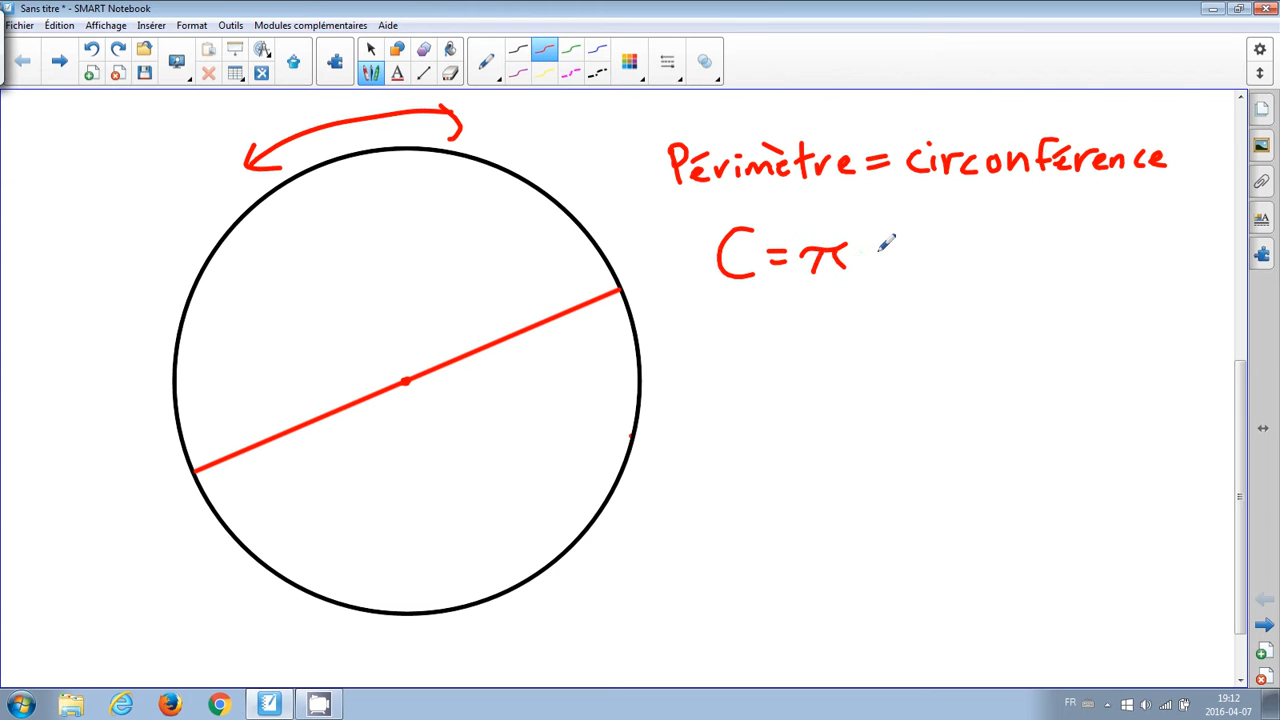 Sans titre * - SMART Notebook
Fichier Édition Affichage Insérer Format Outils Modules complémentaires Aide
Périmètre = circonférence
C = π
FR
19:12
2016-04-07